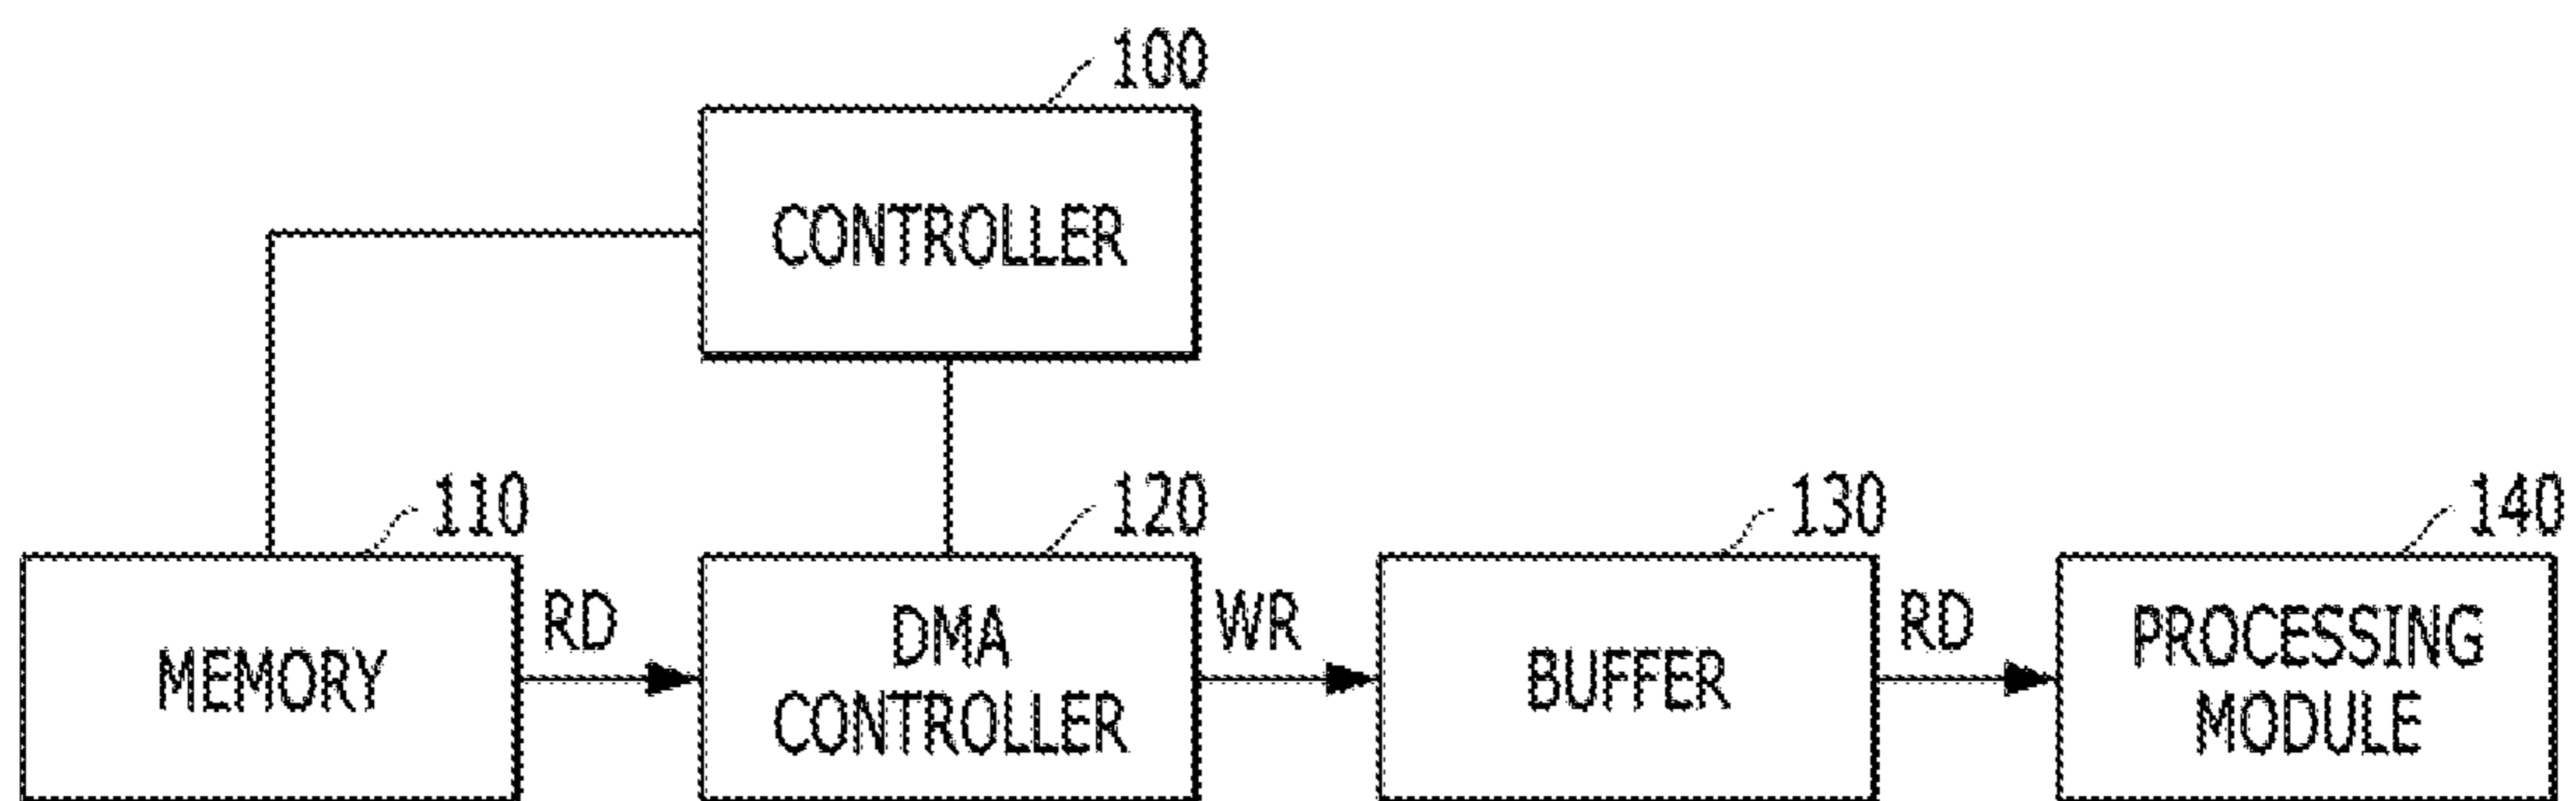 100
CONTROLLER
110
120
130
140
MEMORY
RD
DMA
CONTROLLER
WR
BUFFER
RD
PROCESSING
MODULE